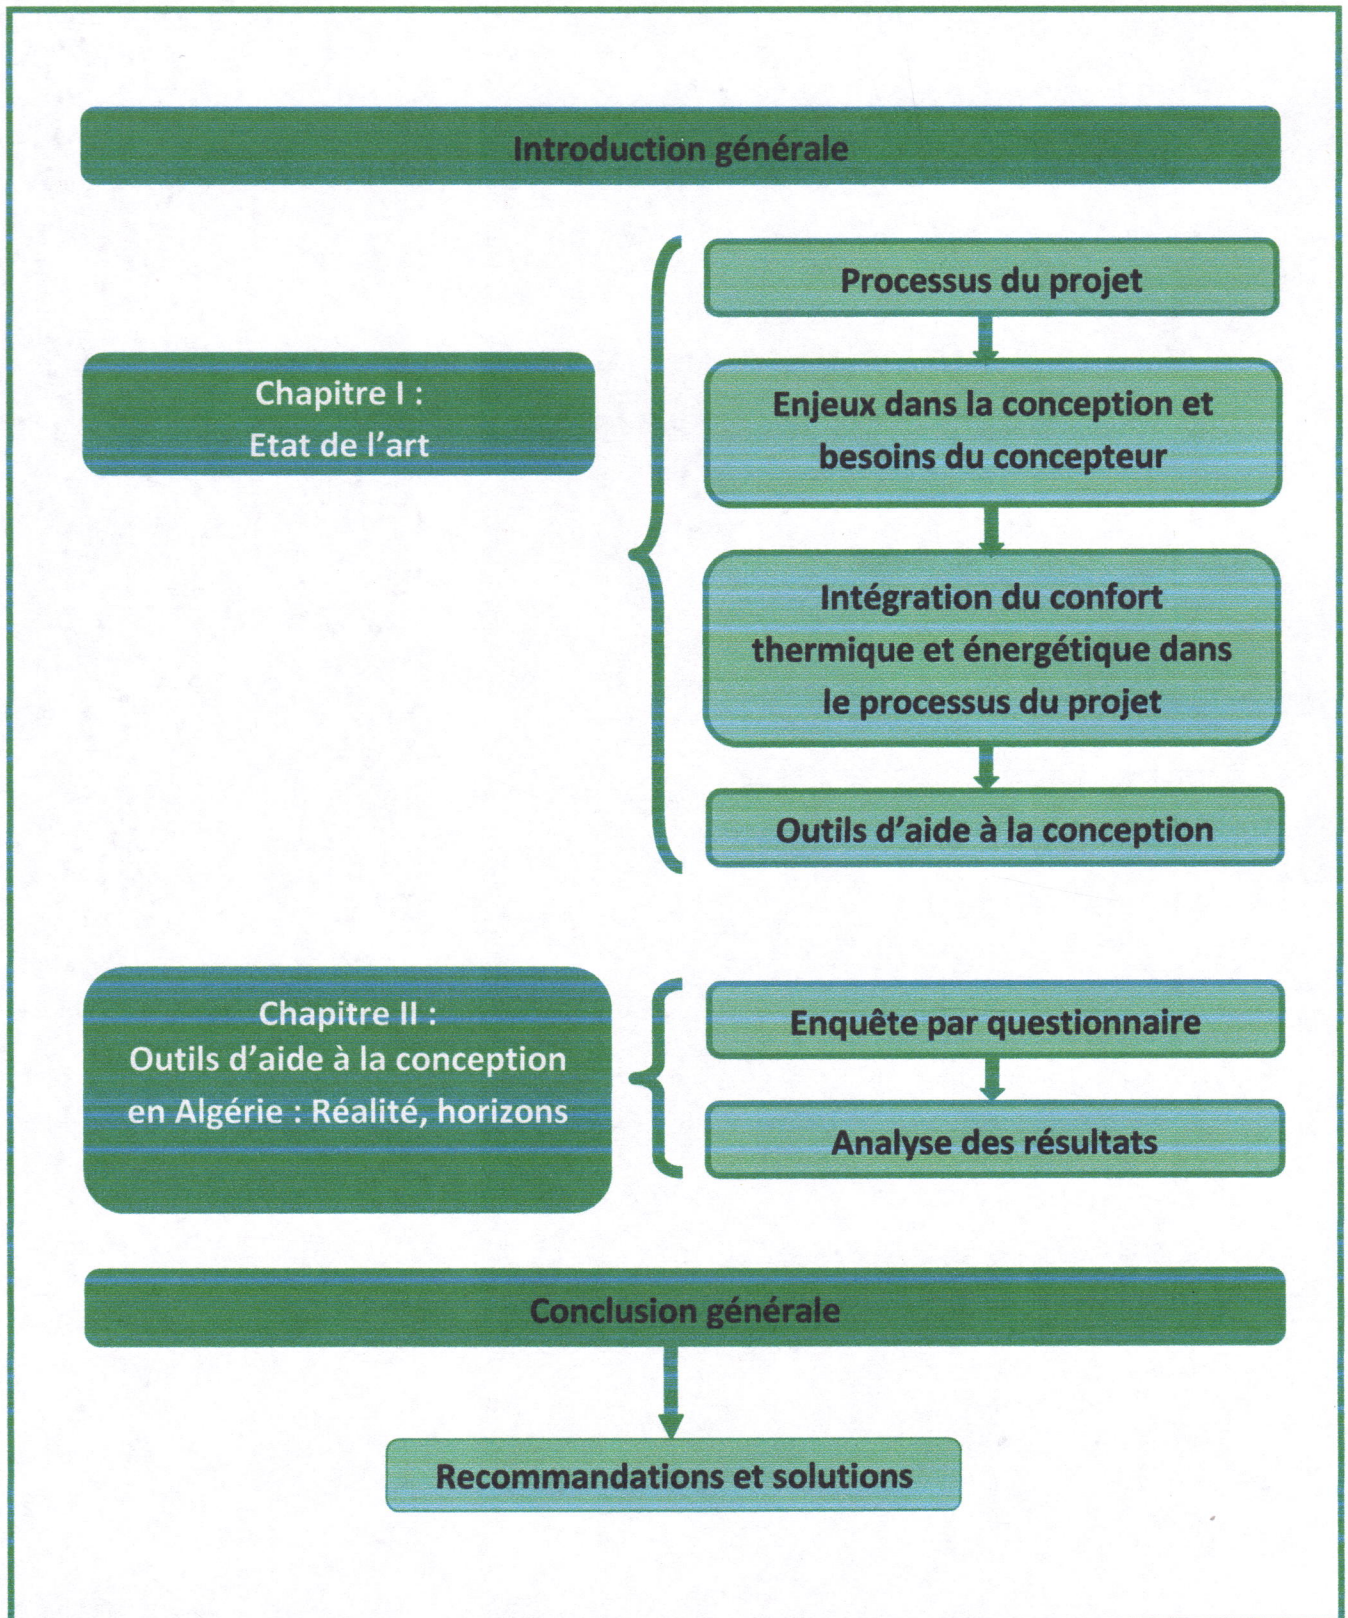 Introduction générale
Chapitre I :
Etat de l'art
Processus du projet
Enjeux dans la conception et
besoins du concepteur
Intégration du confort
thermique et énergétique dans
le processus du projet
Outils d'aide à la conception
Chapitre II :
Outils d'aide à la conception
en Algérie : Réalité, horizons
Enquête par questionnaire
Analyse des résultats
Conclusion générale
Recommandations et solutions